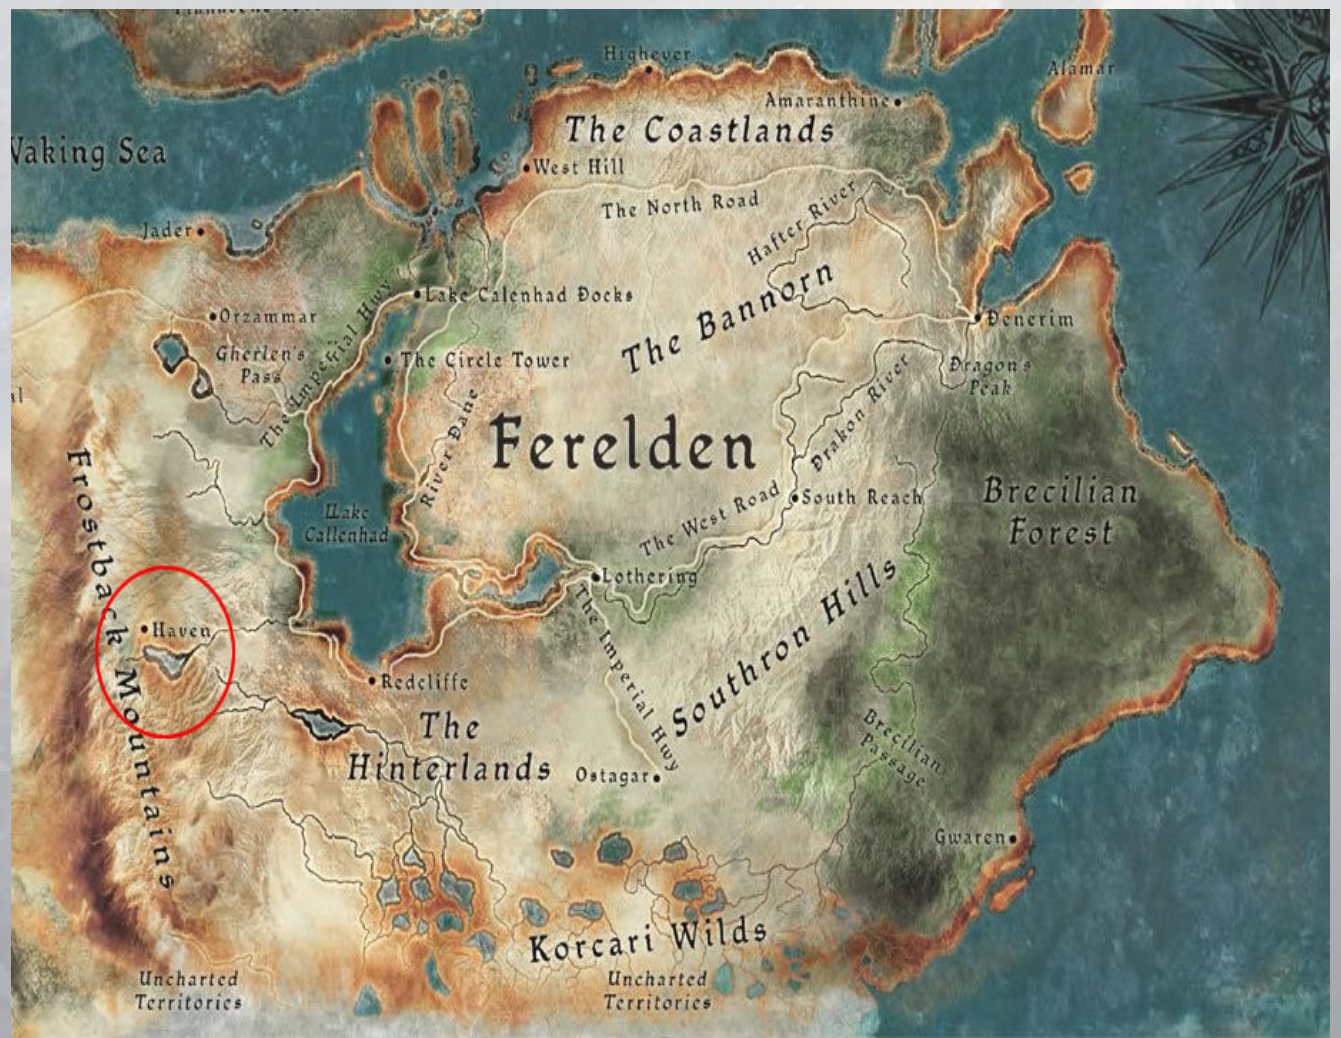 Highever
Alamar
Amaranthine
The Coastlands
Waking Sea
West Hill
The North Road
Hafter River
Jader
The Bannorn
Lake Calenhad Docks
Orzammar
Denerim
Gherlen's
Pass
The Imperial Hwy
The Circle Tower
Dragon's
Peak
River Dane
Drakon River
Ferelden
Frostback Mountains
Lake
Callenhad
The West Road
South Reach
Brecilian
Forest
Lothering
Haven
The Imperial Hwy
Southron Hills
Redcliffe
The
Hinterlands
Ostagar
Brecilian
Passage
Gwaren
Korcari Wilds
Uncharted
Territories
Uncharted
Territories